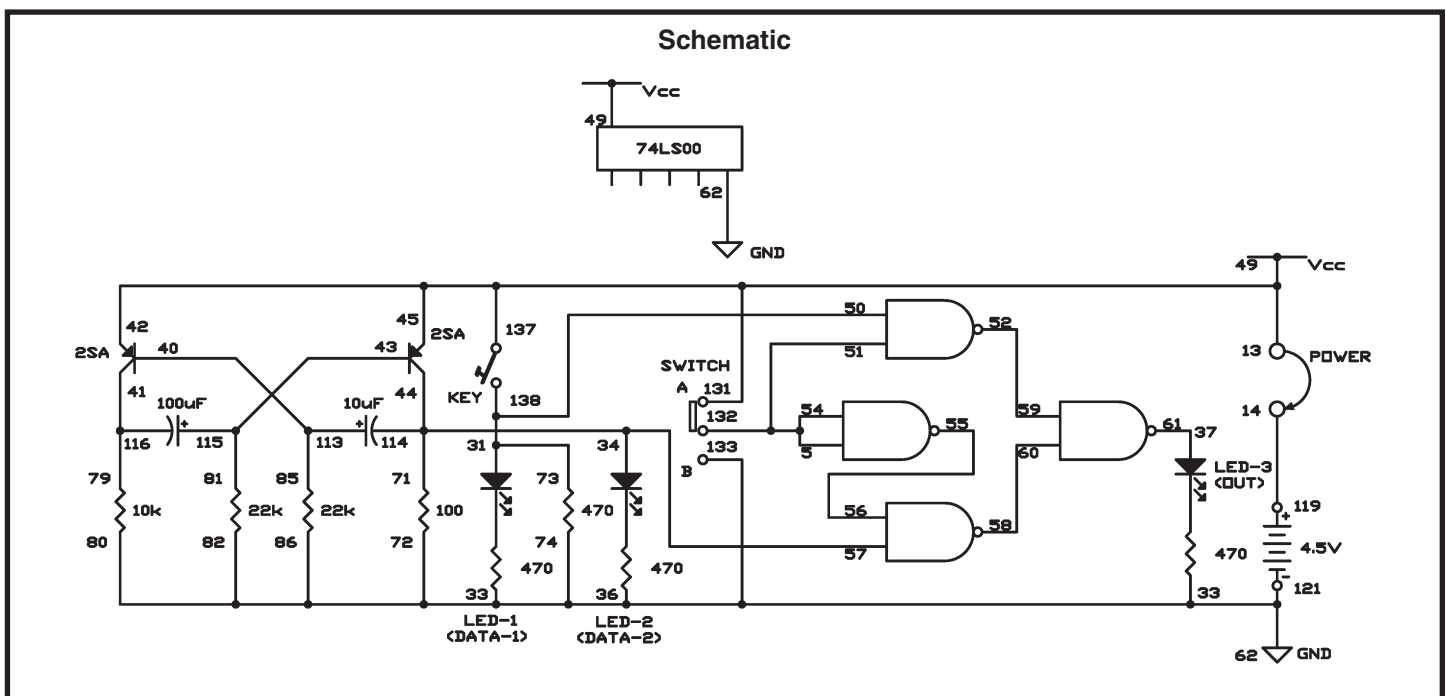 Schematic
Vcc
49
74LS00
62
GND
49 Vcc
42 45
2SA 40 43 2SA 137
41 44 KEY 138
100uF + 10uF +
116 115 113 114
SWITCH
A 131
132
133
B
50 52
51
54 55
5
56 58
57
59 61 37
60
LED-3
(OUT)
13 POWER
14
79 81 85 71 31 73 34
10k 22k 22k 100 470
80 82 86 72 74
470 470 470
33 36 33
LED-1 LED-2
(DATA-1) (DATA-2)
119
+
4.5V
-
121
62 GND